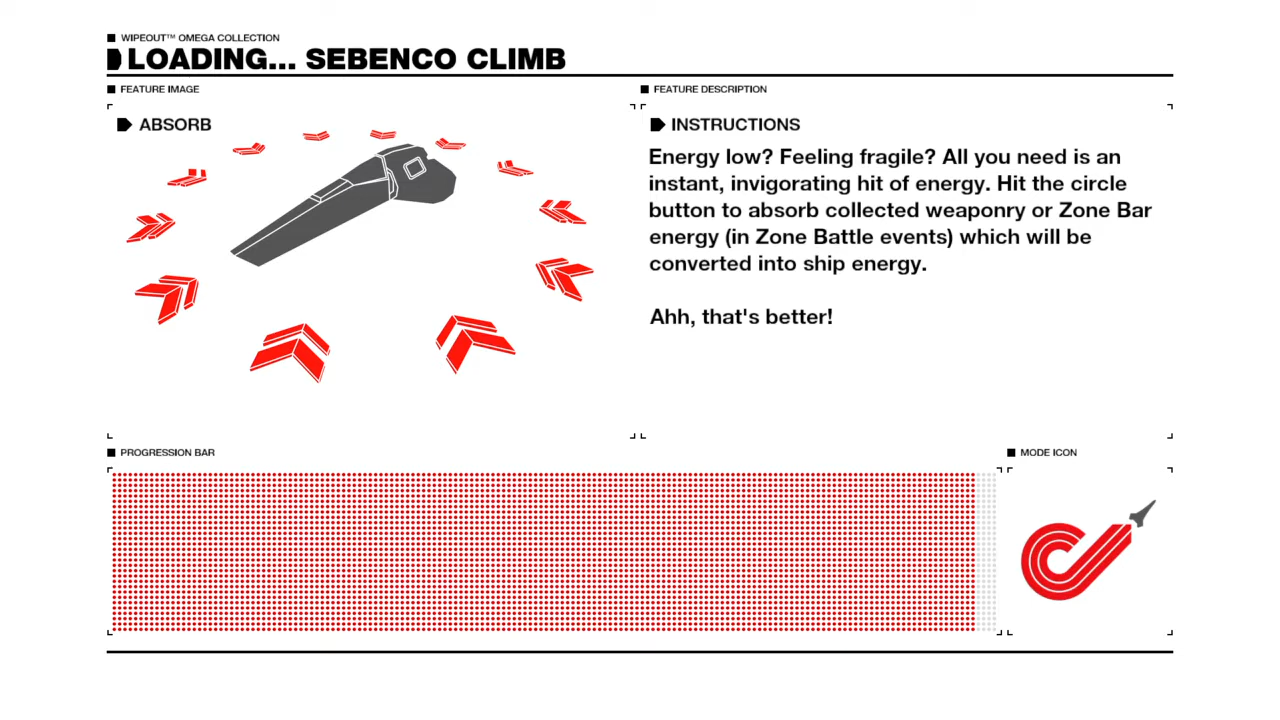 WIPEOUT™ OMEGA COLLECTION
LOADING... SEBENCO CLIMB
FEATURE IMAGE
ABSORB
FEATURE DESCRIPTION
INSTRUCTIONS
Energy low? Feeling fragile? All you need is an
instant, invigorating hit of energy. Hit the circle
button to absorb collected weaponry or Zone Bar
energy (in Zone Battle events) which will be
converted into ship energy.
Ahh, that's better!
PROGRESSION BAR
MODE ICON